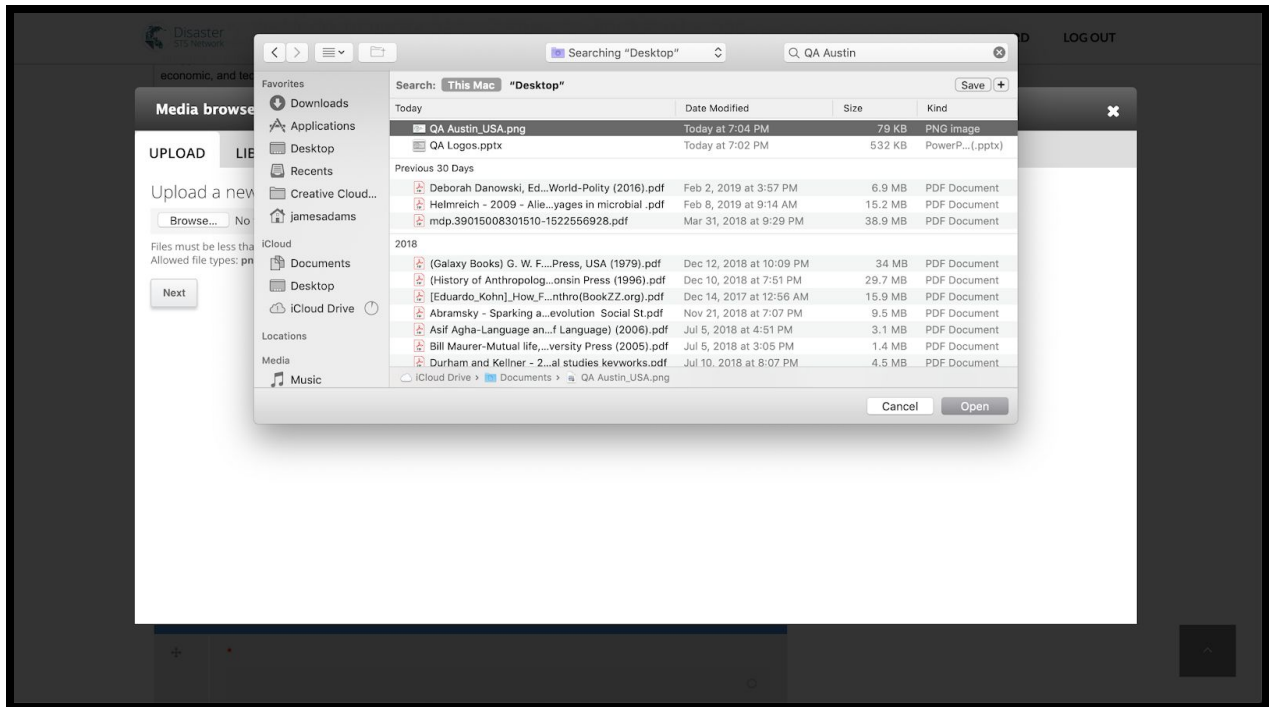 Disaster
STS Network
D LOG OUT
economic, and tec
Media browse
UPLOAD LIE
Upload a new
Browse... No
Files must be less tha
Allowed file types: pn
Next
Searching "Desktop"
QA Austin
Favorites
Downloads
Applications
Desktop
Recents
Creative Cloud...
jamesadams
iCloud
Documents
Desktop
iCloud Drive
Locations
Media
Music
Search: This Mac "Desktop" Save +
Today Date Modified Size Kind
QA Austin_USA.png Today at 7:04 PM 79 KB PNG image
QA Logos.pptx Today at 7:02 PM 532 KB PowerP...(.pptx)
Previous 30 Days
Deborah Danowski, Ed...World-Polity (2016).pdf Feb 2, 2019 at 3:57 PM 6.9 MB PDF Document
Helmreich - 2009 - Alie...yages in microbial .pdf Feb 8, 2019 at 9:14 AM 15.2 MB PDF Document
mdp.39015008301510-1522556928.pdf Mar 31, 2018 at 9:29 PM 38.9 MB PDF Document
2018
(Galaxy Books) G. W. F....Press, USA (1979).pdf Dec 12, 2018 at 10:09 PM 34 MB PDF Document
(History of Anthropolog...onsin Press (1996).pdf Dec 10, 2018 at 7:51 PM 29.7 MB PDF Document
[Eduardo_Kohn]_How_F...nthro(BookZZ.org).pdf Dec 14, 2017 at 12:56 AM 15.9 MB PDF Document
Abramsky - Sparking a...evolution Social St.pdf Nov 21, 2018 at 7:07 PM 9.5 MB PDF Document
Asif Agha-Language an...f Language) (2006).pdf Jul 5, 2018 at 4:51 PM 3.1 MB PDF Document
Bill Maurer-Mutual life,...versity Press (2005).pdf Jul 5, 2018 at 3:05 PM 1.4 MB PDF Document
Durham and Kellner - 2...al studies keyworks.pdf Jul 10, 2018 at 8:07 PM 4.5 MB PDF Document
iCloud Drive › Documents › QA Austin_USA.png
Cancel Open